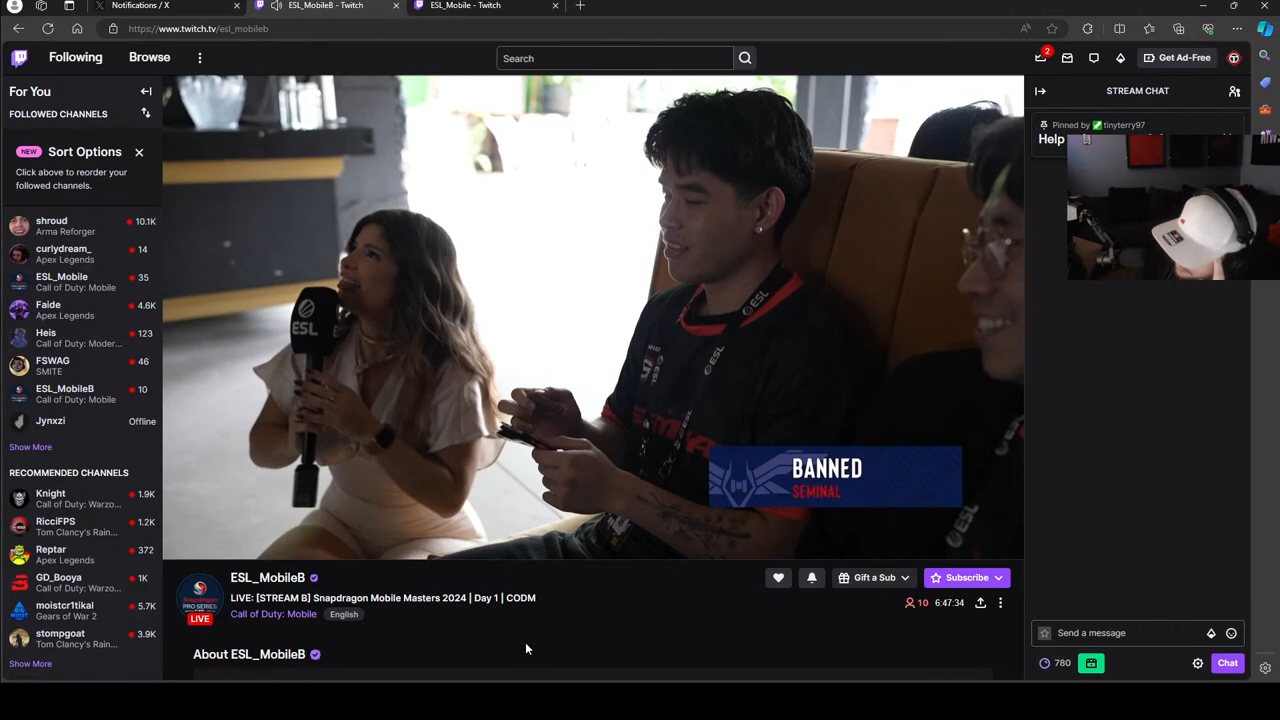 Notifications / X
ESL_MobileB - Twitch
ESL_Mobile - Twitch
https://www.twitch.tv/esl_mobileb
Following
Browse
Search
2
Get Ad-Free
For You
FOLLOWED CHANNELS
NEW Sort Options
Click above to reorder your
followed channels.
shroud 10.1K
Arma Reforger
curlydream_ 14
Apex Legends
ESL_Mobile 35
Call of Duty: Mobile
Faide 4.6K
Apex Legends
Heis 123
Call of Duty: Moder...
FSWAG 46
SMITE
ESL_MobileB 10
Call of Duty: Mobile
Jynxzi Offline
Show More
RECOMMENDED CHANNELS
Knight 1.9K
Call of Duty: Warzo...
RicciFPS 1.2K
Tom Clancy's Rain...
Reptar 372
Apex Legends
GD_Booya 1K
Call of Duty: Warzo...
moistcr1tikal 5.7K
Gears of War 2
stompgoat 3.9K
Tom Clancy's Rain...
Show More
ESL
ESL
ESL
ESL
BANNED
SEMINAL
LIVE
ESL_MobileB
LIVE: [STREAM B] Snapdragon Mobile Masters 2024 | Day 1 | CODM
Call of Duty: Mobile English
Gift a Sub
Subscribe
10 6:47:34
About ESL_MobileB
STREAM CHAT
Pinned by tinyterry97
Help
Send a message
780
Chat